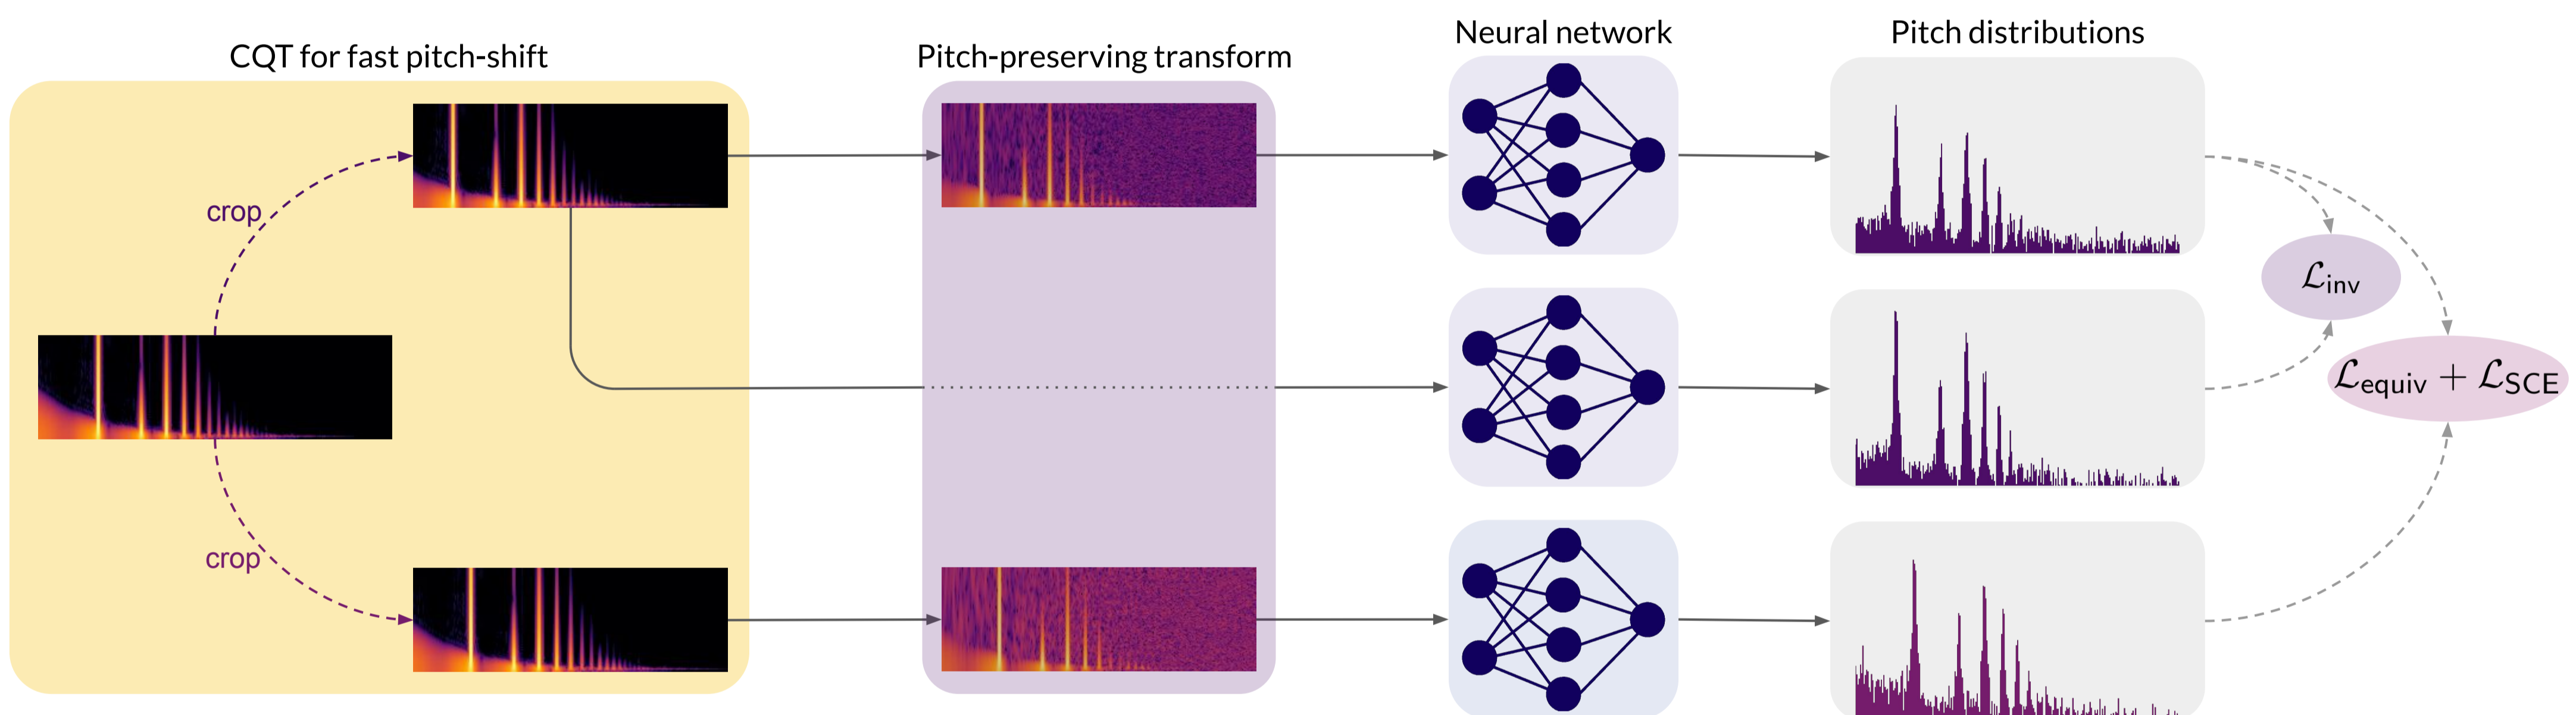 CQT for fast pitch-shift
Pitch-preserving transform
Neural network
Pitch distributions
crop
crop
ℒinv
ℒequiv + ℒSCE